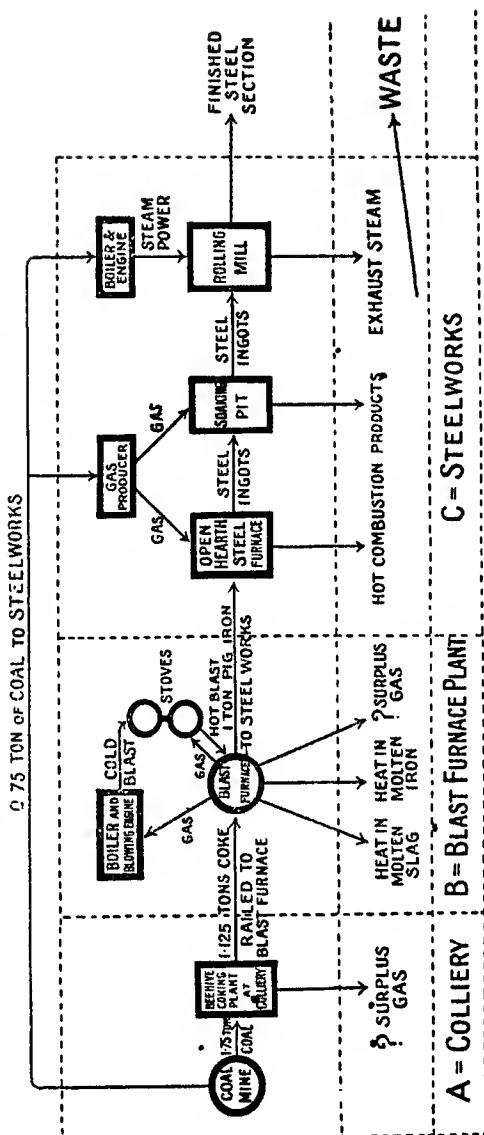 0.75 TON OF COAL TO STEELWORKS
COAL
MINE
1·75 TONS
COAL
BEEHIVE
COKING
PLANT
AT
COLLIERY
1·125 TONS COKE
RAILED TO
BLAST FURNACE
BOILER AND
BLOWING ENGINE
COLD
BLAST
STOVES
GAS
GAS
HOT BLAST
BLAST
FURNACE
1 TON PIG IRON
TO STEEL WORKS
GAS
PRODUCER
GAS
GAS
OPEN
HEARTH
STEEL
FURNACE
STEEL
INGOTS
SOAKING
PIT
STEEL
INGOTS
BOILER &
ENGINE
STEAM
POWER
ROLLING
MILL
FINISHED
STEEL
SECTION
? SURPLUS
GAS
HEAT IN
MOLTEN
SLAG
HEAT IN
MOLTEN
IRON
? SURPLUS
GAS
HOT COMBUSTION PRODUCTS
EXHAUST STEAM
WASTE
A = COLLIERY
B = BLAST FURNACE PLANT
C = STEELWORKS